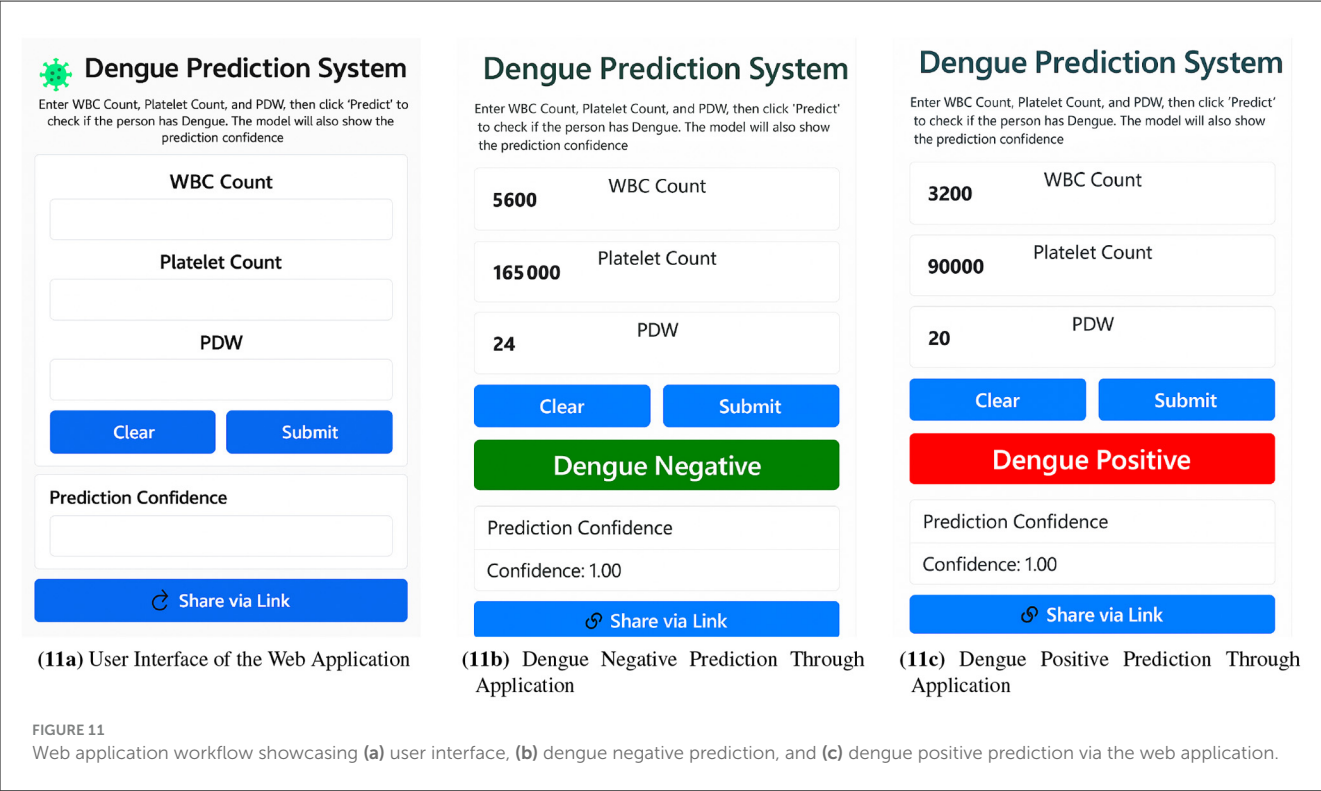 Dengue Prediction System
Enter WBC Count, Platelet Count, and PDW, then click ‘Predict’ to
check if the person has Dengue. The model will also show the
prediction confidence
WBC Count
Platelet Count
PDW
Clear
Submit
Prediction Confidence
Share via Link
(11a) User Interface of the Web Application
Dengue Prediction System
Enter WBC Count, Platelet Count, and PDW, then click 'Predict'
to check if the person has Dengue. The model will also show
the prediction confidence
WBC Count
5600
Platelet Count
165 000
PDW
24
Clear
Submit
Dengue Negative
Prediction Confidence
Confidence: 1.00
Share via Link
(11b) Dengue Negative Prediction Through
Application
Dengue Prediction System
Enter WBC Count, Platelet Count, and PDW, then click 'Predict'
to check if the person has Dengue. The model will also show
the prediction confidence
WBC Count
3200
Platelet Count
90000
PDW
20
Clear
Submit
Dengue Positive
Prediction Confidence
Confidence: 1.00
Share via Link
(11c) Dengue Positive Prediction Through
Application
FIGURE 11
Web application workflow showcasing (a) user interface, (b) dengue negative prediction, and (c) dengue positive prediction via the web application.